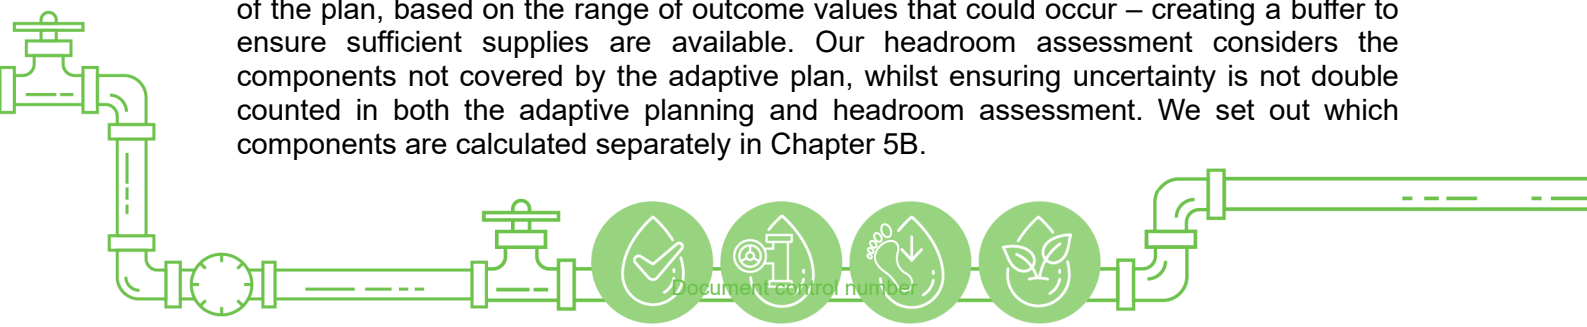 of the plan, based on the range of outcome values that could occur – creating a buffer to
ensure sufficient supplies are available. Our headroom assessment considers the
components not covered by the adaptive plan, whilst ensuring uncertainty is not double
counted in both the adaptive planning and headroom assessment. We set out which
components are calculated separately in Chapter 5B.
Document control number